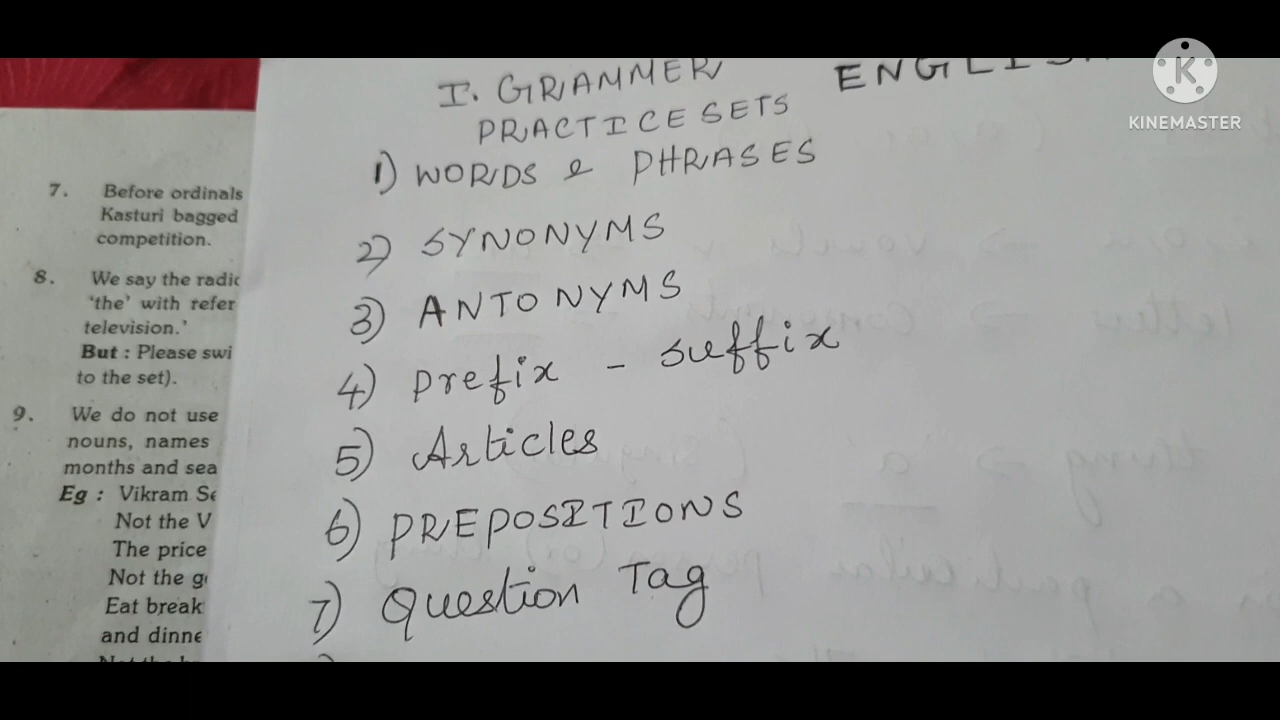 ENGLISH
I. GRAMMER
PRACTICE SETS
1) WORDS & PHRASES
2) SYNONYMS
3) ANTONYMS
4) prefix - suffix
5) Articles
6) PREPOSITIONS
7) Question Tag
7. Before ordinals
Kasturi bagged
competition.
8. We say the radio
'the' with refer
television.'
But : Please swi
to the set).
9. We do not use
nouns, names
months and sea
Eg : Vikram Se
Not the V
The price
Not the g
Eat break
and dinne
K
KINEMASTER